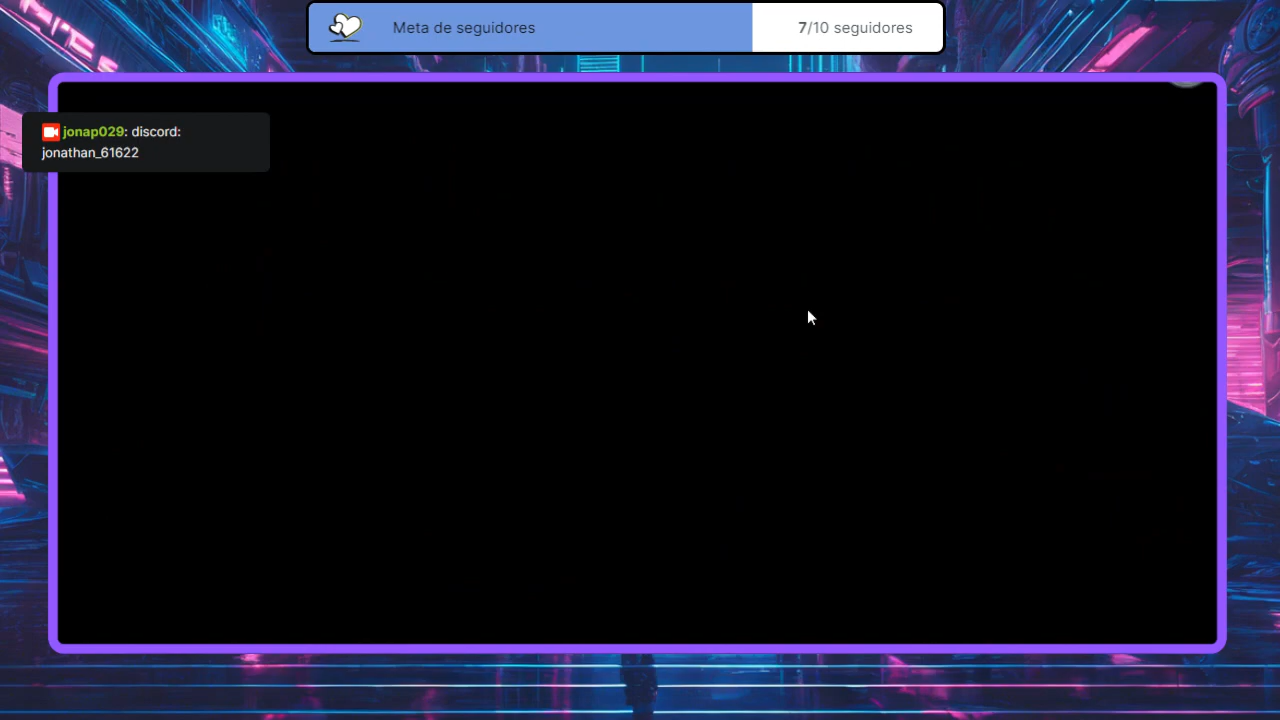 Meta de seguidores
7/10 seguidores
jonap029: discord:
jonathan_61622